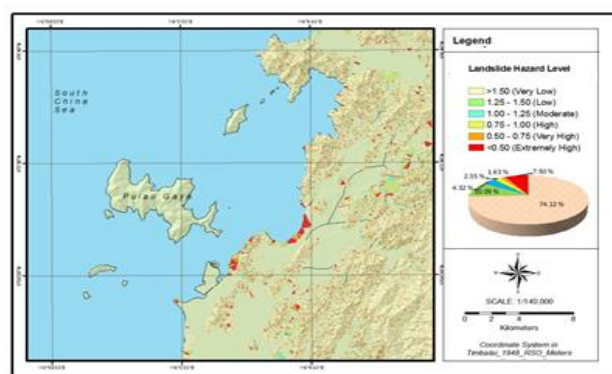 South
China
Sea
Pulau Gaya
Legend
Landslide Hazard Level
>1.50 (Very Low)
1.25 - 1.50 (Low)
1.00 - 1.25 (Moderate)
0.75 - 1.00 (High)
0.50 - 0.75 (Very High)
<0.50 (Extremely High)
2.55 % 1.63 % 7.50 %
4.32 %
74.12 %
SCALE: 1/140,000
0 2 4 8
Kilometers
Coordinate System in
Timbalai_1948_RSO_Meters